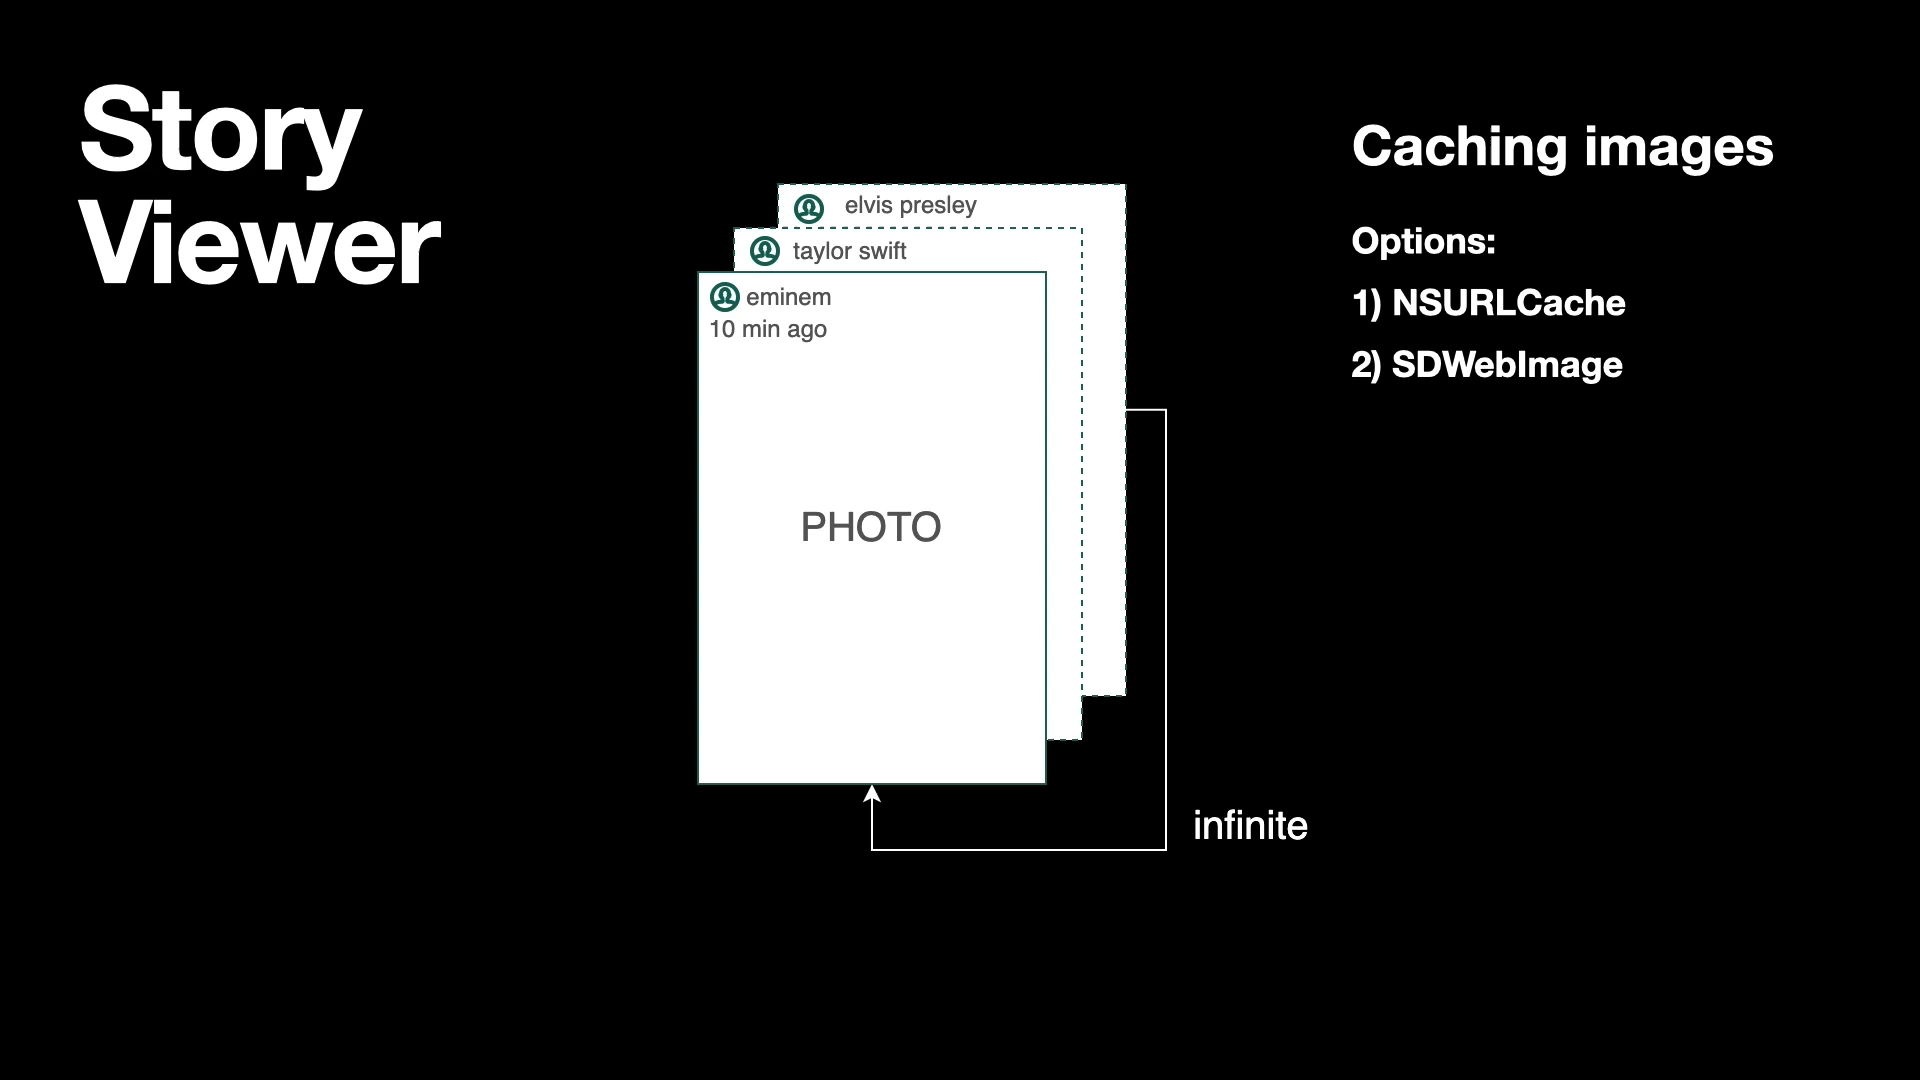 Story
Viewer
elvis presley
taylor swift
eminem
10 min ago
PHOTO
infinite
Caching images
Options:
1) NSURLCache
2) SDWebImage